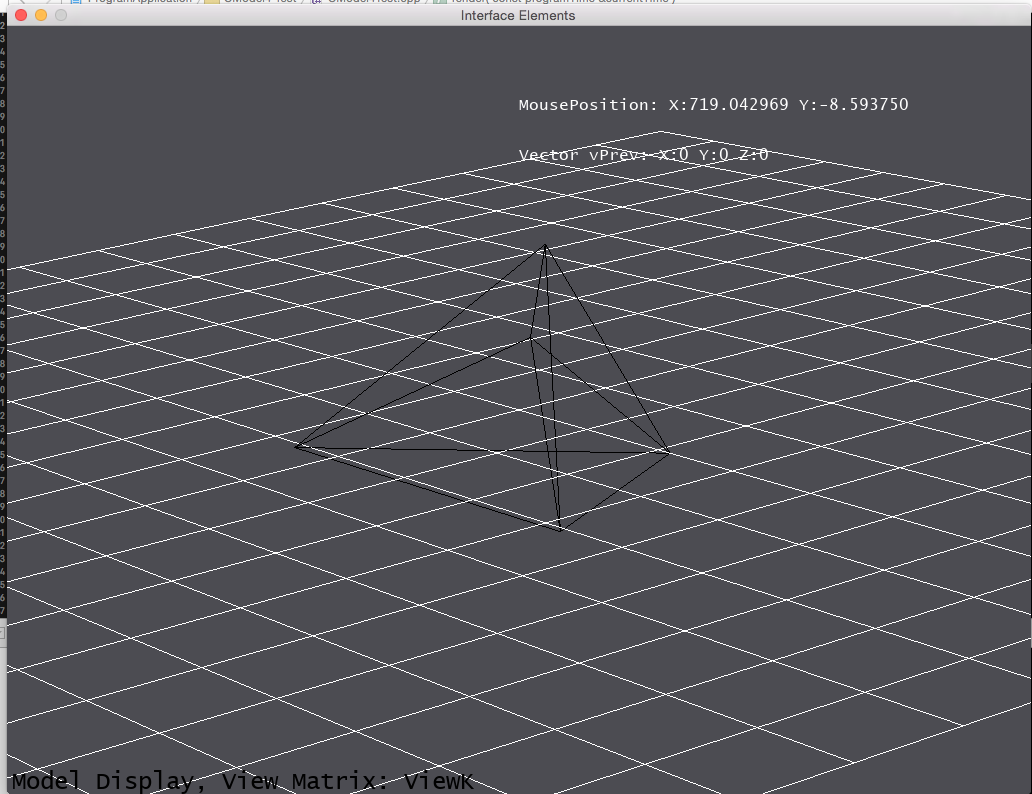 Interface Elements
MousePosition: X:719.042969 Y:-8.593750
Vector vPrev: X:0 Y:0 Z:0
Model Display, View Matrix: ViewK